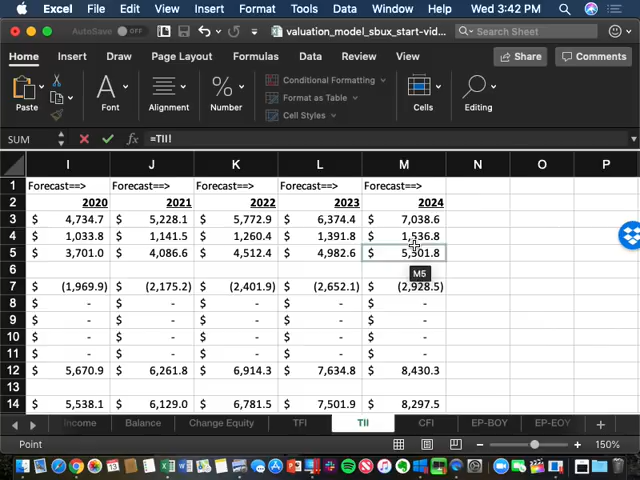 Excel File Edit View Insert Format Tools Data Window Help Wed 3:42 PM
AutoSave OFF valuation_model_sbux_start-vid... Search Sheet
Home Insert Draw Page Layout Formulas Data Review View Share Comments
Paste Font Alignment Number Conditional Formatting Format as Table Cell Styles Cells Editing
SUM fx =TII!
I J K L M N O P
1 Forecast==> Forecast==> Forecast==> Forecast==> Forecast==>
2 2020 2021 2022 2023 2024
3 $ 4,734.7 $ 5,228.1 $ 5,772.9 $ 6,374.4 $ 7,038.6
4 $ 1,033.8 $ 1,141.5 $ 1,260.4 $ 1,391.8 $ 1,536.8
5 $ 3,701.0 $ 4,086.6 $ 4,512.4 $ 4,982.6 $ 5,501.8
6 M5
7 $ (1,969.9) $ (2,175.2) $ (2,401.9) $ (2,652.1) $ (2,928.5)
8 $ - $ - $ - $ - $ -
9 $ - $ - $ - $ - $ -
10 $ - $ - $ - $ - $ -
11 $ - $ - $ - $ - $ -
12 $ 5,670.9 $ 6,261.8 $ 6,914.3 $ 7,634.8 $ 8,430.3
13
14 $ 5,538.1 $ 6,129.0 $ 6,781.5 $ 7,501.9 $ 8,297.5
Income Balance Change Equity TFI TII CFI EP-BOY EP-EOY +
Point 150%